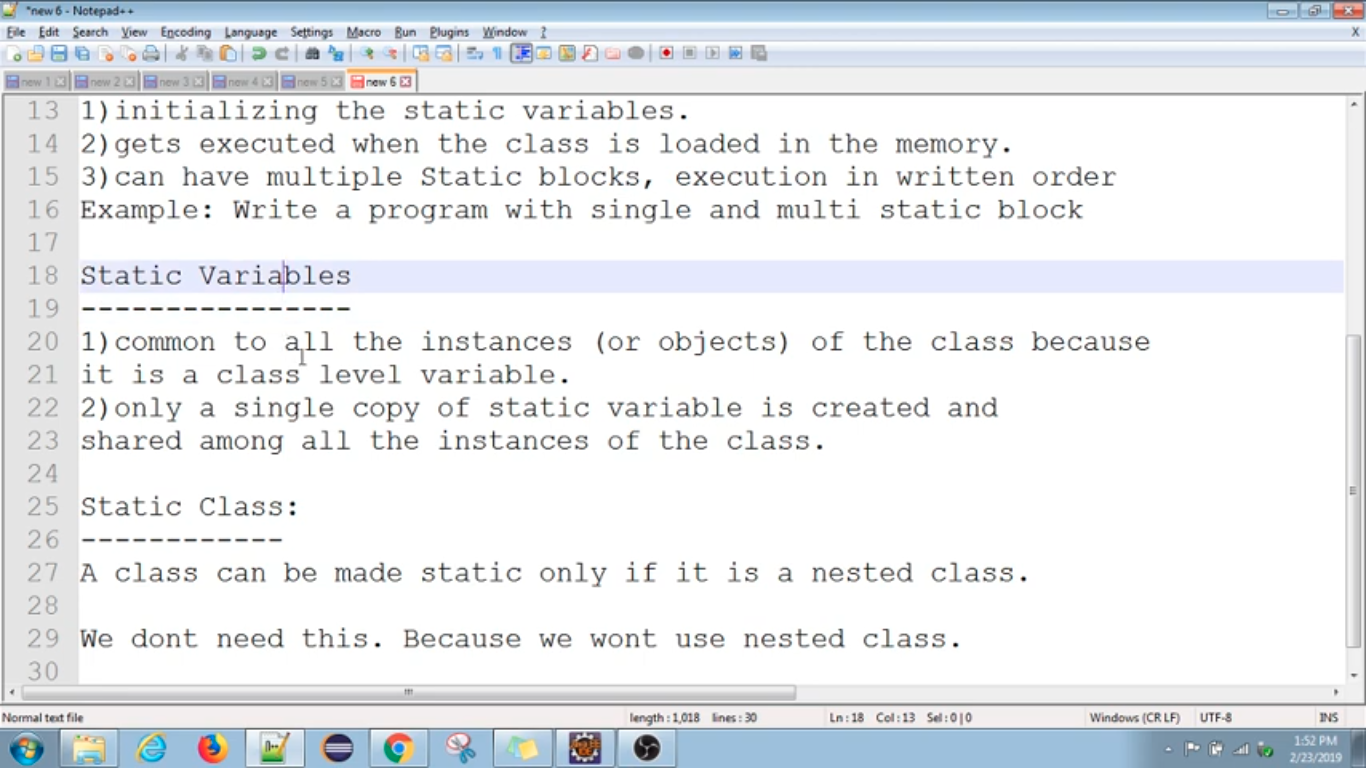 *new 6 - Notepad++
File Edit Search View Encoding Language Settings Macro Run Plugins Window ? X
new 1 new 2 new 3 new 4 new 5 new 6
13 1)initializing the static variables.
14 2)gets executed when the class is loaded in the memory.
15 3)can have multiple Static blocks, execution in written order
16 Example: Write a program with single and multi static block
17
18 Static Variables
19 ----------------
20 1)common to all the instances (or objects) of the class because
21 it is a class level variable.
22 2)only a single copy of static variable is created and
23 shared among all the instances of the class.
24
25 Static Class:
26 ------------
27 A class can be made static only if it is a nested class.
28
29 We dont need this. Because we wont use nested class.
30
Normal text file length : 1,018 lines : 30 Ln : 18 Col : 13 Sel : 0 | 0 Windows (CR LF) UTF-8 INS
1:52 PM
2/23/2019